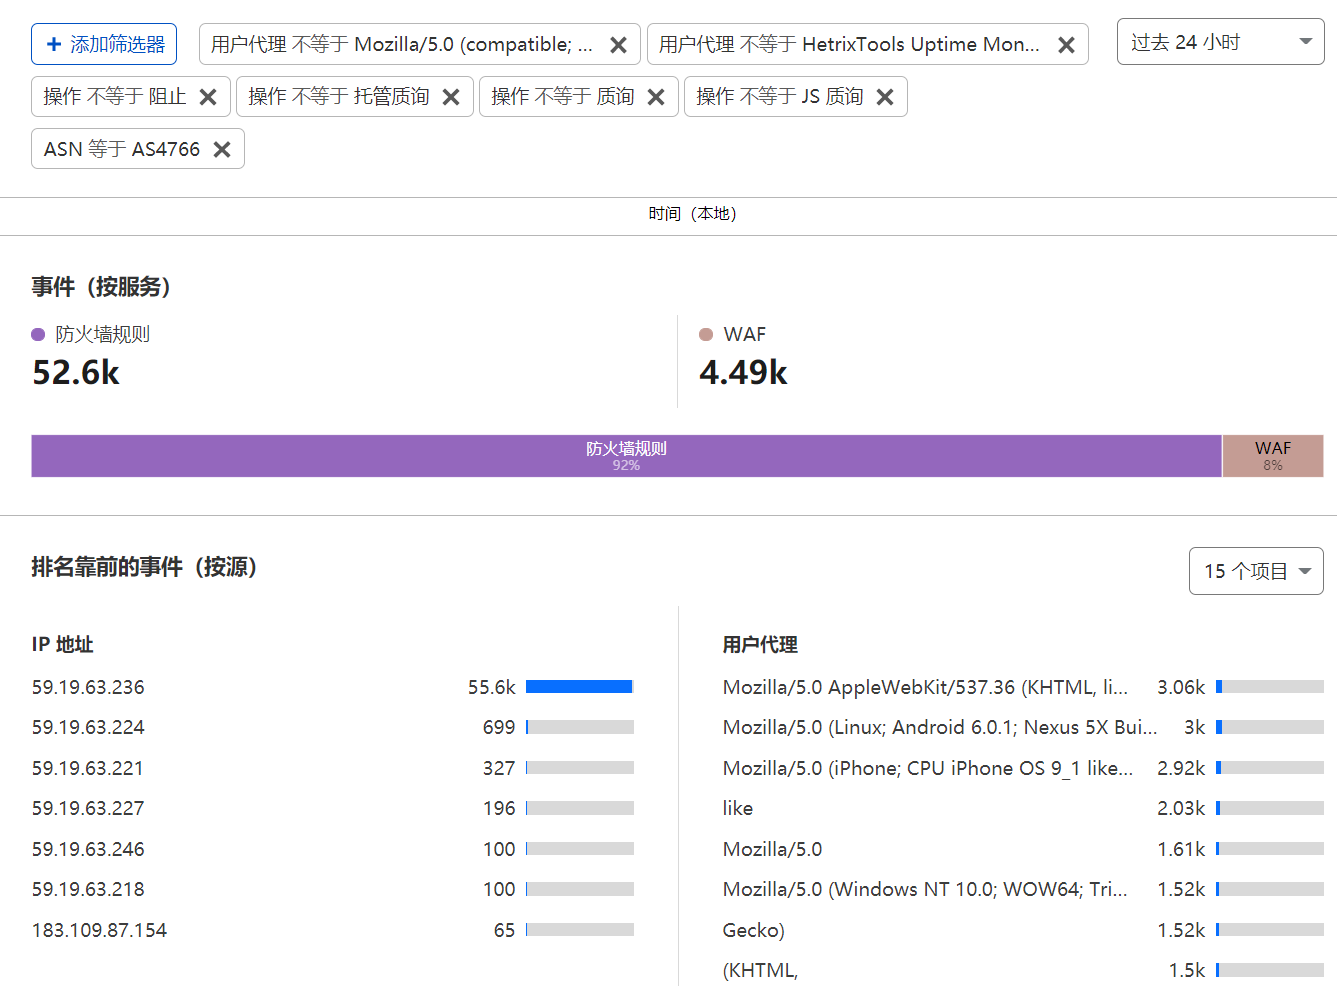 + 添加筛选器 用户代理 不等于 Mozilla/5.0 (compatible; ... 用户代理 不等于 HetrixTools Uptime Mon... 过去 24 小时
操作 不等于 阻止 操作 不等于 托管质询 操作 不等于 质询 操作 不等于 JS 质询
ASN 等于 AS4766
时间（本地）
事件（按服务）
防火墙规则 WAF
52.6k 4.49k
防火墙规则 WAF
92% 8%
排名靠前的事件（按源） 15 个项目
IP 地址 用户代理
59.19.63.236 55.6k Mozilla/5.0 AppleWebKit/537.36 (KHTML, li... 3.06k
59.19.63.224 699 Mozilla/5.0 (Linux; Android 6.0.1; Nexus 5X Bui... 3k
59.19.63.221 327 Mozilla/5.0 (iPhone; CPU iPhone OS 9_1 like... 2.92k
59.19.63.227 196 like 2.03k
59.19.63.246 100 Mozilla/5.0 1.61k
59.19.63.218 100 Mozilla/5.0 (Windows NT 10.0; WOW64; Tri... 1.52k
183.109.87.154 65 Gecko) 1.52k
(KHTML, 1.5k